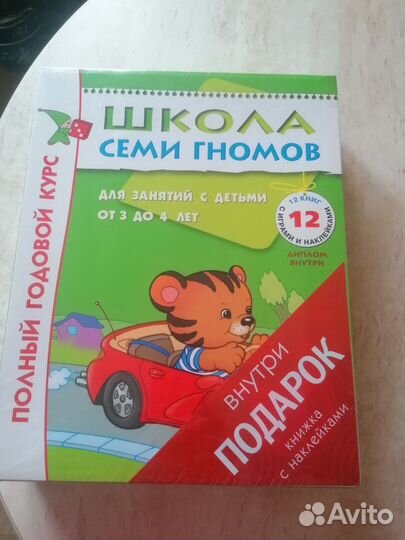 ПОЛНЫЙ ГОДОВОЙ КУРС
ШКОЛА
СЕМИ ГНОМОВ
ДЛЯ ЗАНЯТИЙ С ДЕТЬМИ
ОТ 3 ДО 4 ЛЕТ
12 КНИГ
12
С ИГРАМИ И НАКЛЕЙКАМИ
ДИПЛОМ
ВНУТРИ
ВНУТРИ
ПОДАРОК
книжка
с наклейками
Avito